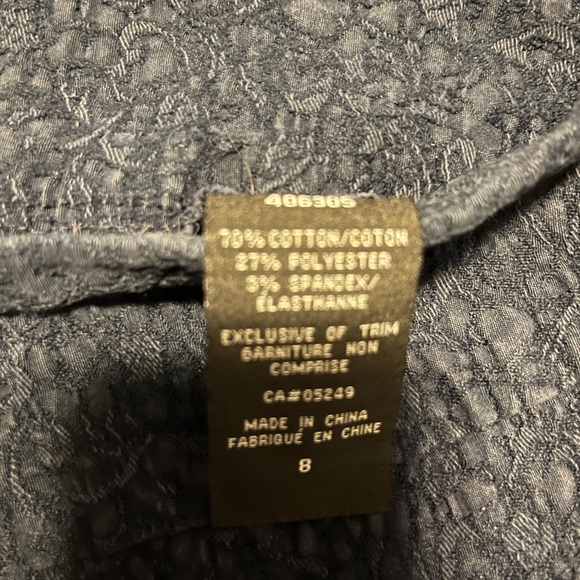 406305
70% COTTON/COTON
27% POLYESTER
3% SPANDEX/
ÉLASTHANNE
EXCLUSIVE OF TRIM
GARNITURE NON
COMPRISE
CA#05249
MADE IN CHINA
FABRIQUÉ EN CHINE
8